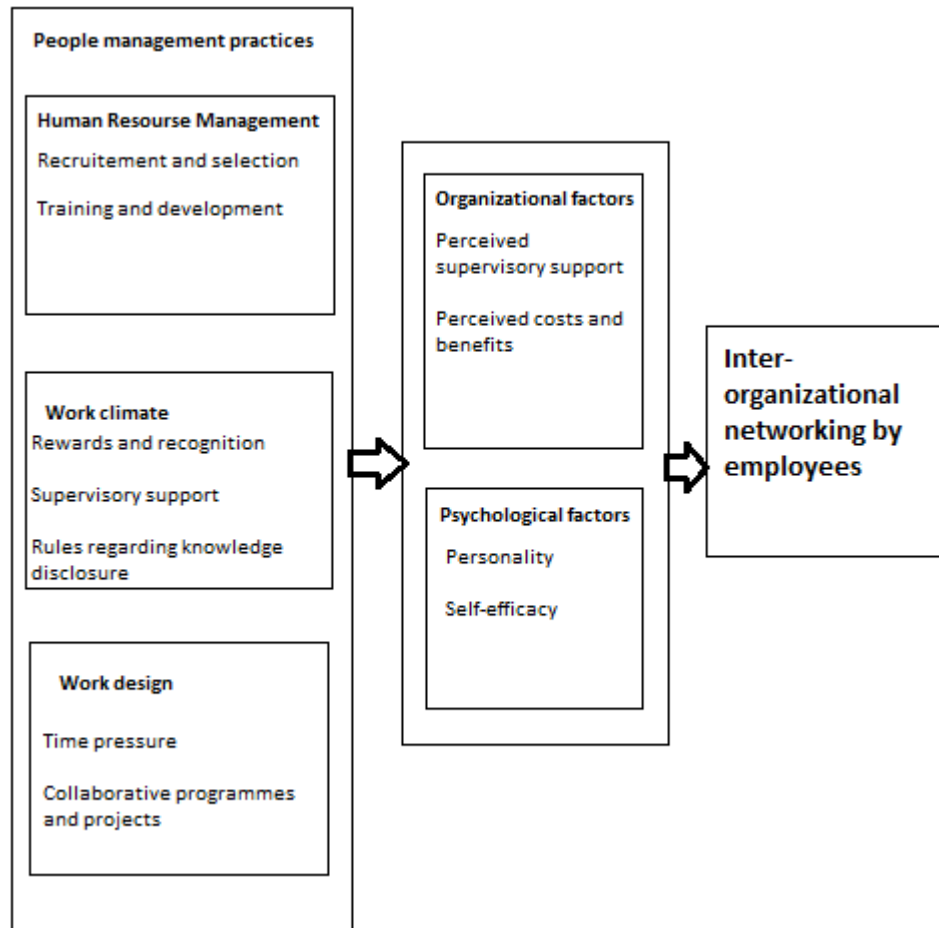 People management practices
Human Resourse Management
Recruitement and selection
Training and development
Work climate
Rewards and recognition
Supervisory support
Rules regarding knowledge
disclosure
Work design
Time pressure
Collaborative programmes
and projects
Organizational factors
Perceived
supervisory support
Perceived costs and
benefits
Psychological factors
Personality
Self-efficacy
Inter-
organizational
networking by
employees